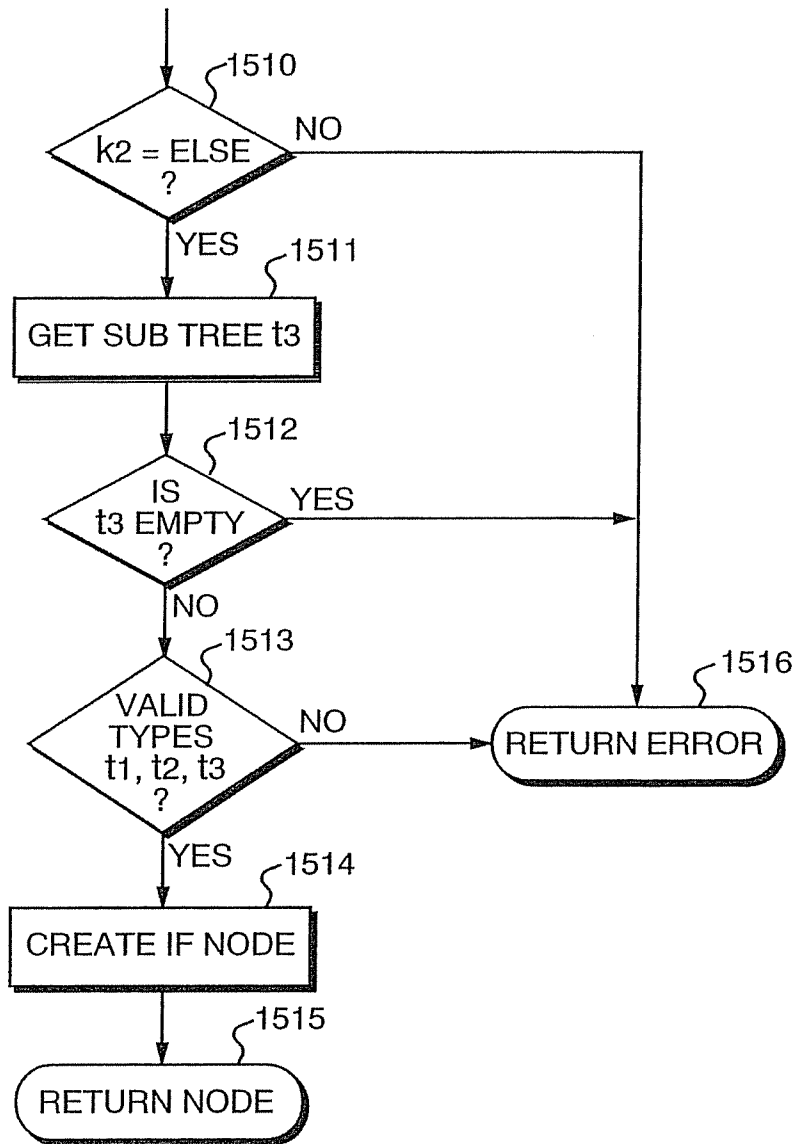 1510
k2 = ELSE
?
NO
YES
1511
GET SUB TREE t3
1512
IS
t3 EMPTY
?
YES
NO
1513
VALID
TYPES
t1, t2, t3
?
NO
1516
RETURN ERROR
YES
1514
CREATE IF NODE
1515
RETURN NODE